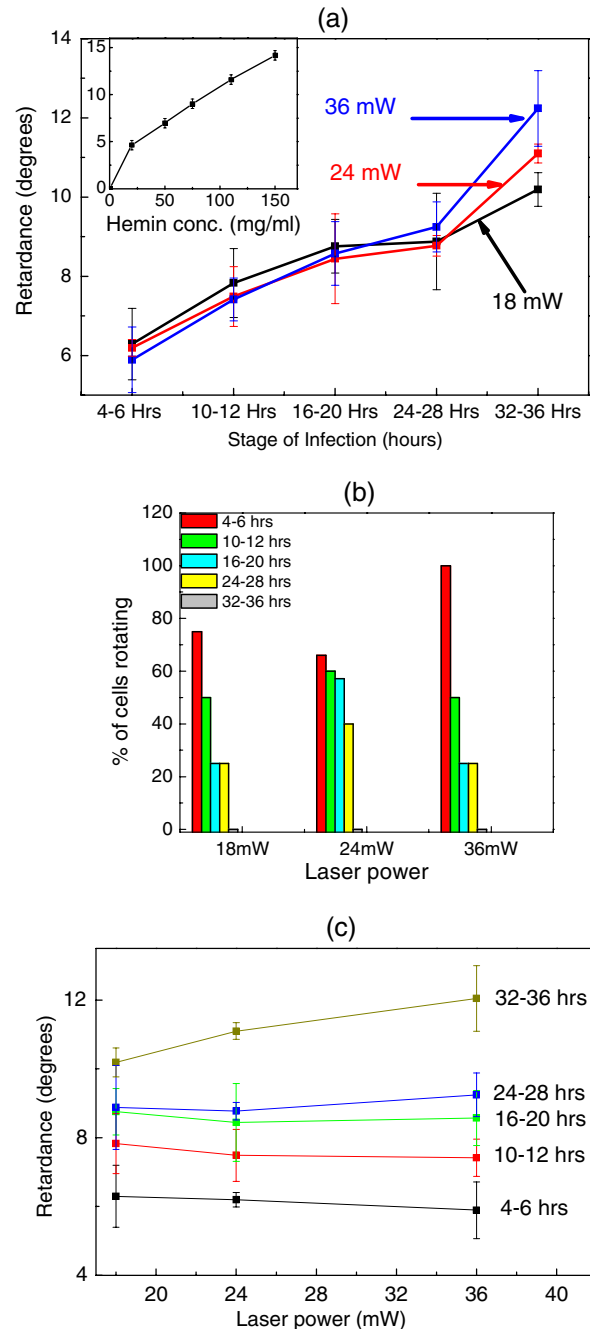 (a)
14
12
10
8
6
Retardance (degrees)
15
10
5
0
0
50
100
150
Hemin conc. (mg/ml)
36 mW
24 mW
18 mW
4-6 Hrs
10-12 Hrs
16-20 Hrs
24-28 Hrs
32-36 Hrs
Stage of Infection (hours)
(b)
120
100
80
60
40
20
0
% of cells rotating
4-6 hrs
10-12 hrs
16-20 hrs
24-28 hrs
32-36 hrs
18mW
24mW
36mW
Laser power
(c)
12
8
4
Retardance (degrees)
32-36 hrs
24-28 hrs
16-20 hrs
10-12 hrs
4-6 hrs
20
24
28
32
36
40
Laser power (mW)